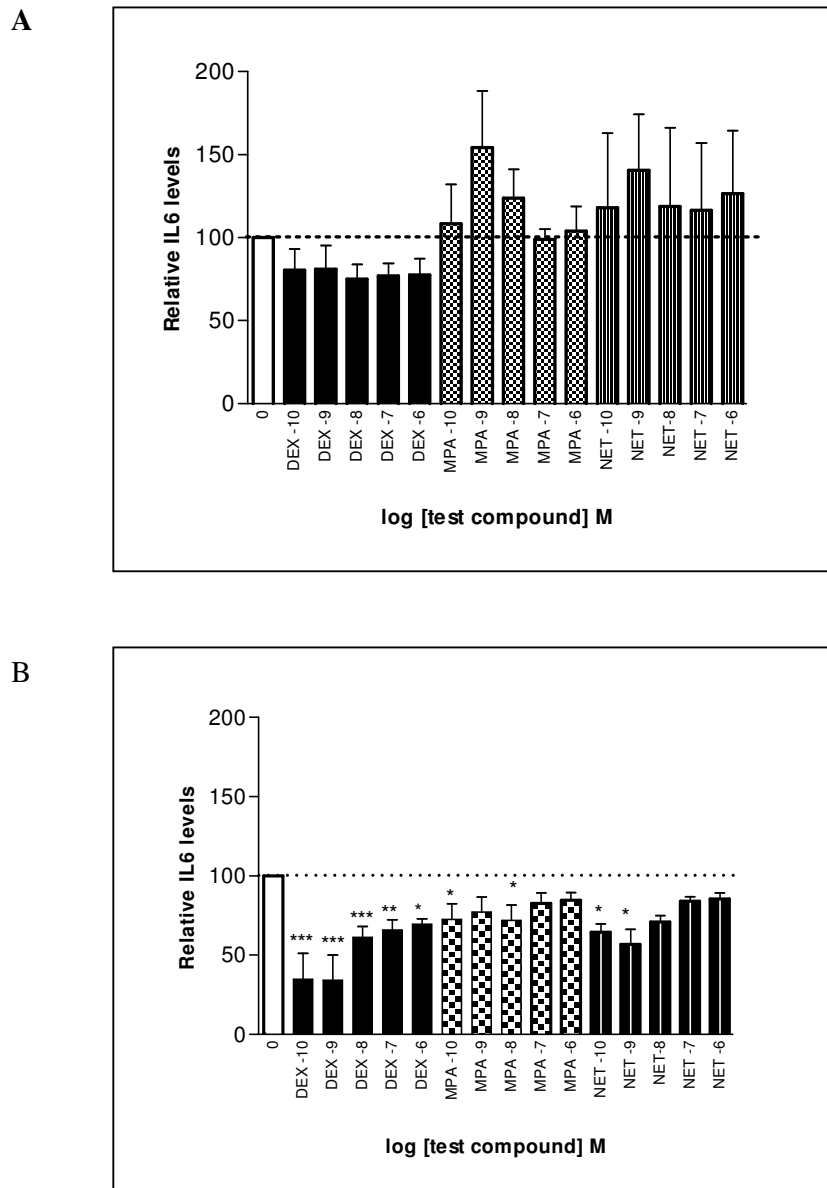 A
200
150
100
50
0
Relative IL6 levels
0
DEX -10
DEX -9
DEX -8
DEX -7
DEX -6
MPA -10
MPA -9
MPA -8
MPA -7
MPA -6
NET -10
NET -9
NET -8
NET -7
NET -6
log [test compound] M
B
200
150
100
50
0
Relative IL6 levels
***
***
***
**
*
*
*
*
*
0
DEX -10
DEX -9
DEX -8
DEX -7
DEX -6
MPA -10
MPA -9
MPA -8
MPA -7
MPA -6
NET -10
NET -9
NET-8
NET -7
NET -6
log [test compound] M